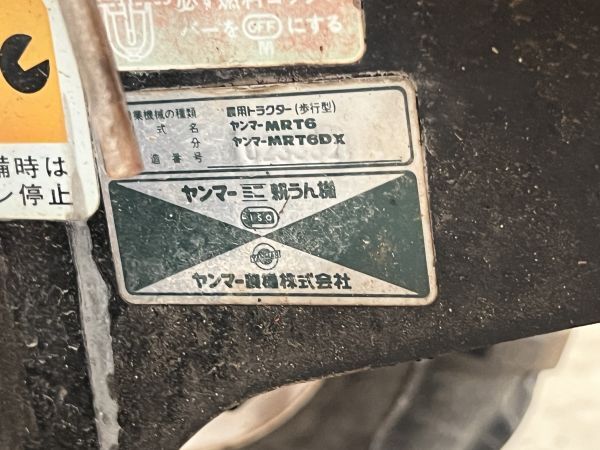 必ず燃料コック
バーを OFF にする
M
備時は
ン停止
業機械の種類 農用トラクター(歩行型)
式名 ヤンマーMRT6
分 ヤンマーMRT6DX
造番号
ヤンマーミニ耕うん機
ISO
ヤンマー農機株式会社